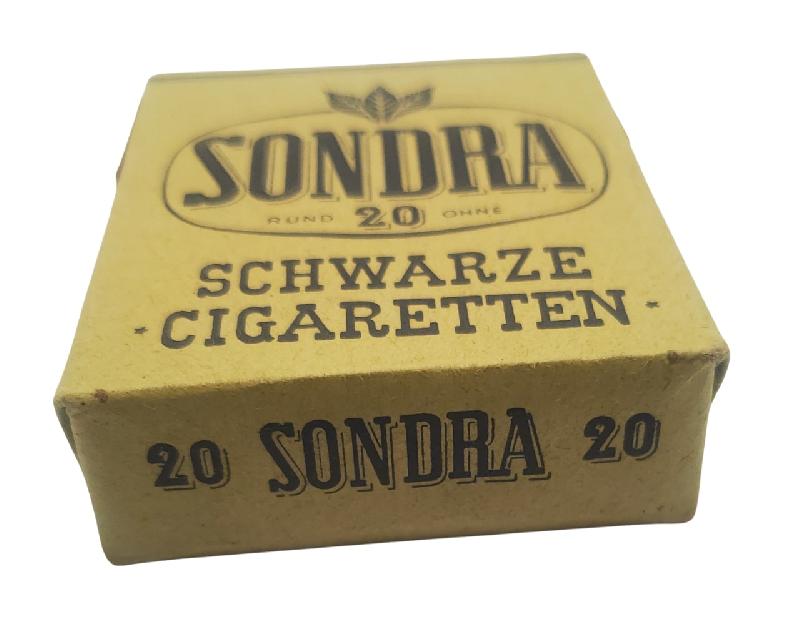 SONDRA
RUND 20 OHNE
SCHWARZE
· CIGARETTEN ·
20 SONDRA 20